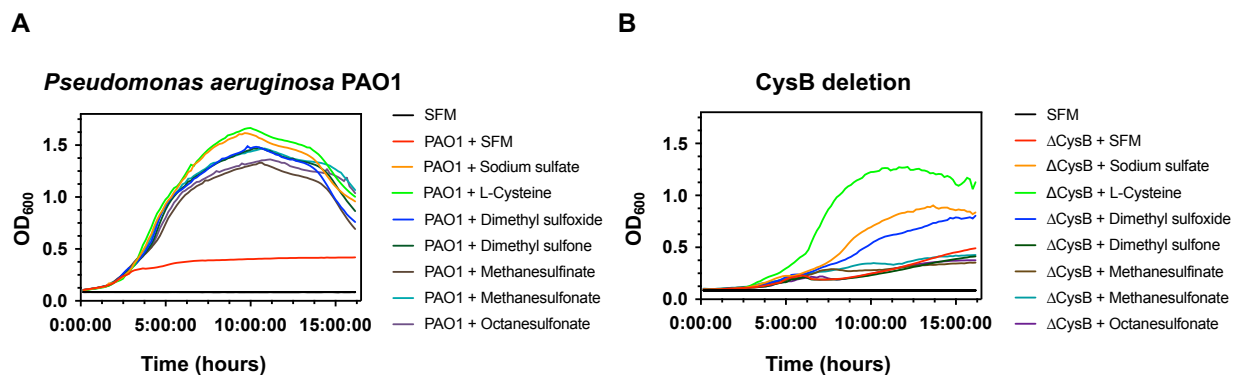 A
Pseudomonas aeruginosa PAO1
OD600
1.5
1.0
0.5
0.0
0:00:00 5:00:00 10:00:00 15:00:00
Time (hours)
SFM
PAO1 + SFM
PAO1 + Sodium sulfate
PAO1 + L-Cysteine
PAO1 + Dimethyl sulfoxide
PAO1 + Dimethyl sulfone
PAO1 + Methanesulfinate
PAO1 + Methanesulfonate
PAO1 + Octanesulfonate
B
CysB deletion
OD600
1.5
1.0
0.5
0.0
0:00:00 5:00:00 10:00:00 15:00:00
Time (hours)
SFM
ΔCysB + SFM
ΔCysB + Sodium sulfate
ΔCysB + L-Cysteine
ΔCysB + Dimethyl sulfoxide
ΔCysB + Dimethyl sulfone
ΔCysB + Methanesulfinate
ΔCysB + Methanesulfonate
ΔCysB + Octanesulfonate